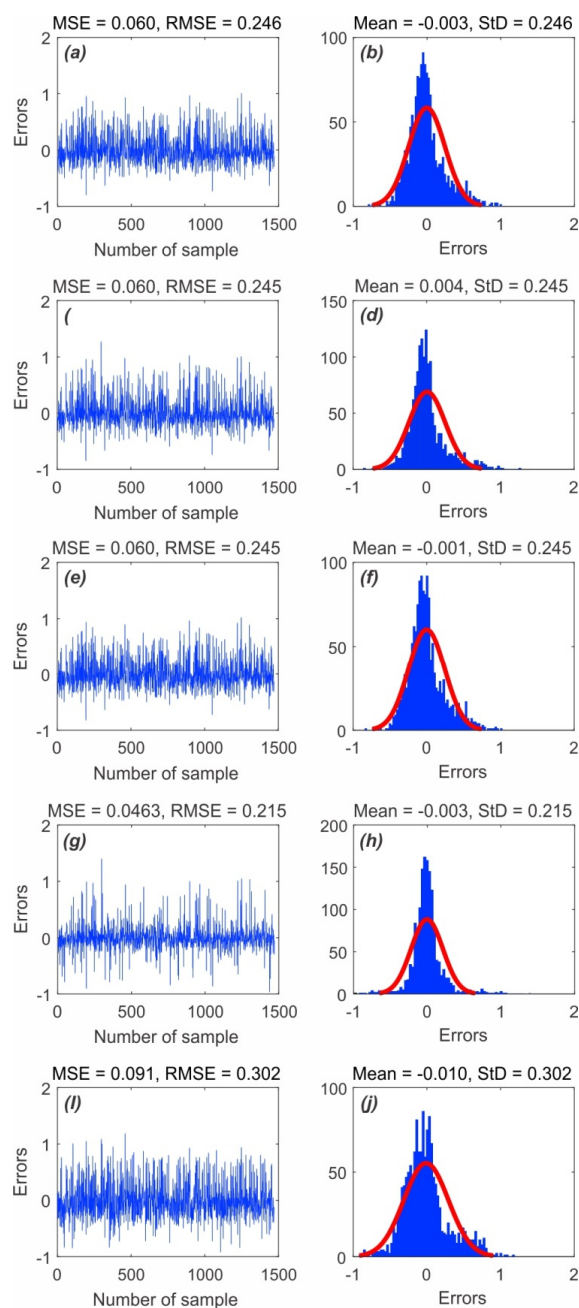 MSE = 0.060, RMSE = 0.246
Mean = -0.003, StD = 0.246
(a)
2
1
0
-1
Errors
0
500
1000
1500
Number of sample
(b)
100
50
0
-1
0
1
2
Errors
MSE = 0.060, RMSE = 0.245
Mean = 0.004, StD = 0.245
(
2
1
0
-1
Errors
0
500
1000
1500
Number of sample
(d)
150
100
50
0
-1
0
1
2
Errors
MSE = 0.060, RMSE = 0.245
Mean = -0.001, StD = 0.245
(e)
2
1
0
-1
Errors
0
500
1000
1500
Number of sample
(f)
100
50
0
-1
0
1
2
Errors
MSE = 0.0463, RMSE = 0.215
Mean = -0.003, StD = 0.215
(g)
2
1
0
-1
Errors
0
500
1000
1500
Number of sample
(h)
200
150
100
50
0
-1
0
1
2
Errors
MSE = 0.091, RMSE = 0.302
Mean = -0.010, StD = 0.302
(I)
2
1
0
-1
Errors
0
500
1000
1500
Number of sample
(j)
100
50
0
-1
0
1
2
Errors